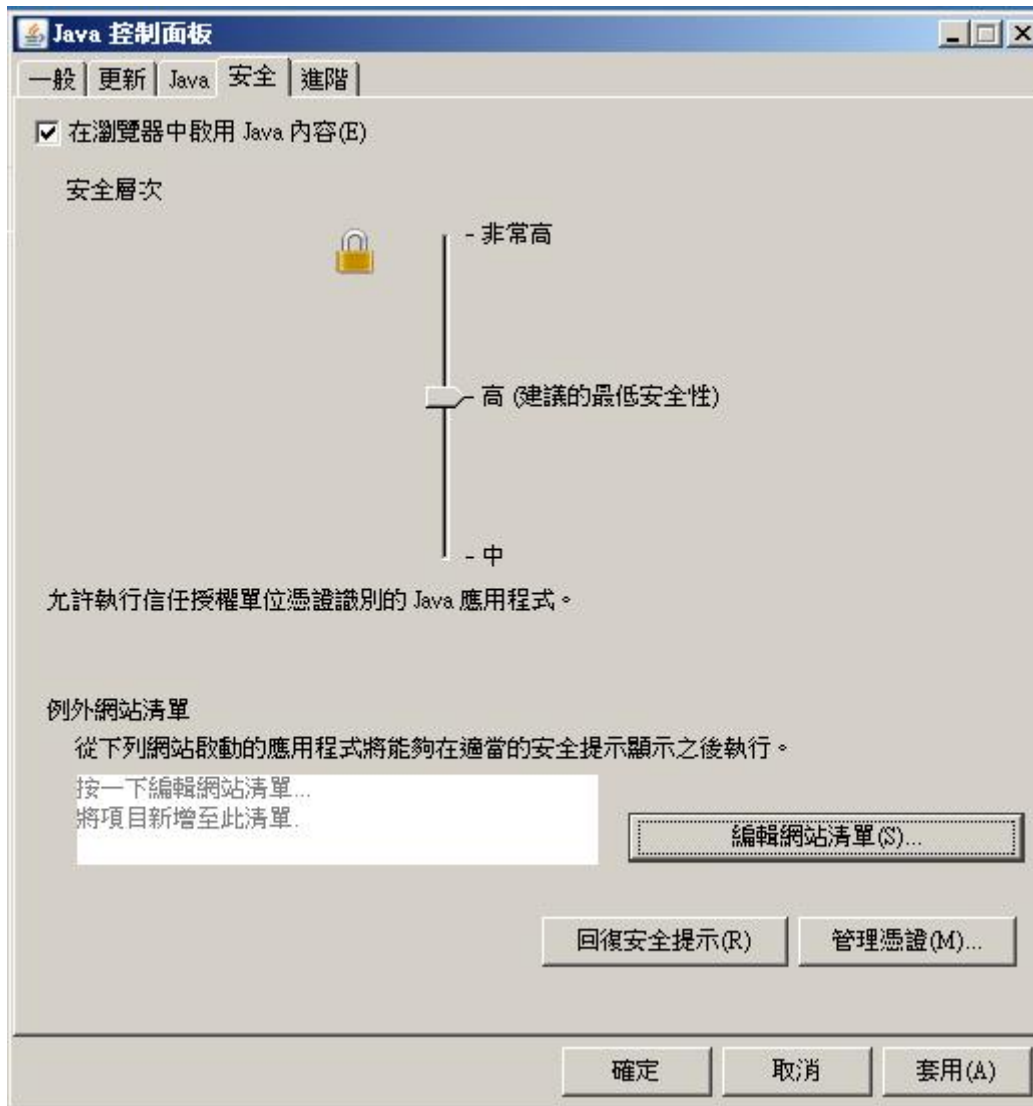 Java 控制面板
一般 更新 Java 安全 進階
在瀏覽器中啟用 Java 內容(E)
安全層次
- 非常高
- 高 (建議的最低安全性)
- 中
允許執行信任授權單位憑證識別的 Java 應用程式。
例外網站清單
從下列網站啟動的應用程式將能夠在適當的安全提示顯示之後執行。
按一下編輯網站清單...
將項目新增至此清單.
編輯網站清單(S)...
回復安全提示(R) 管理憑證(M)...
確定 取消 套用(A)